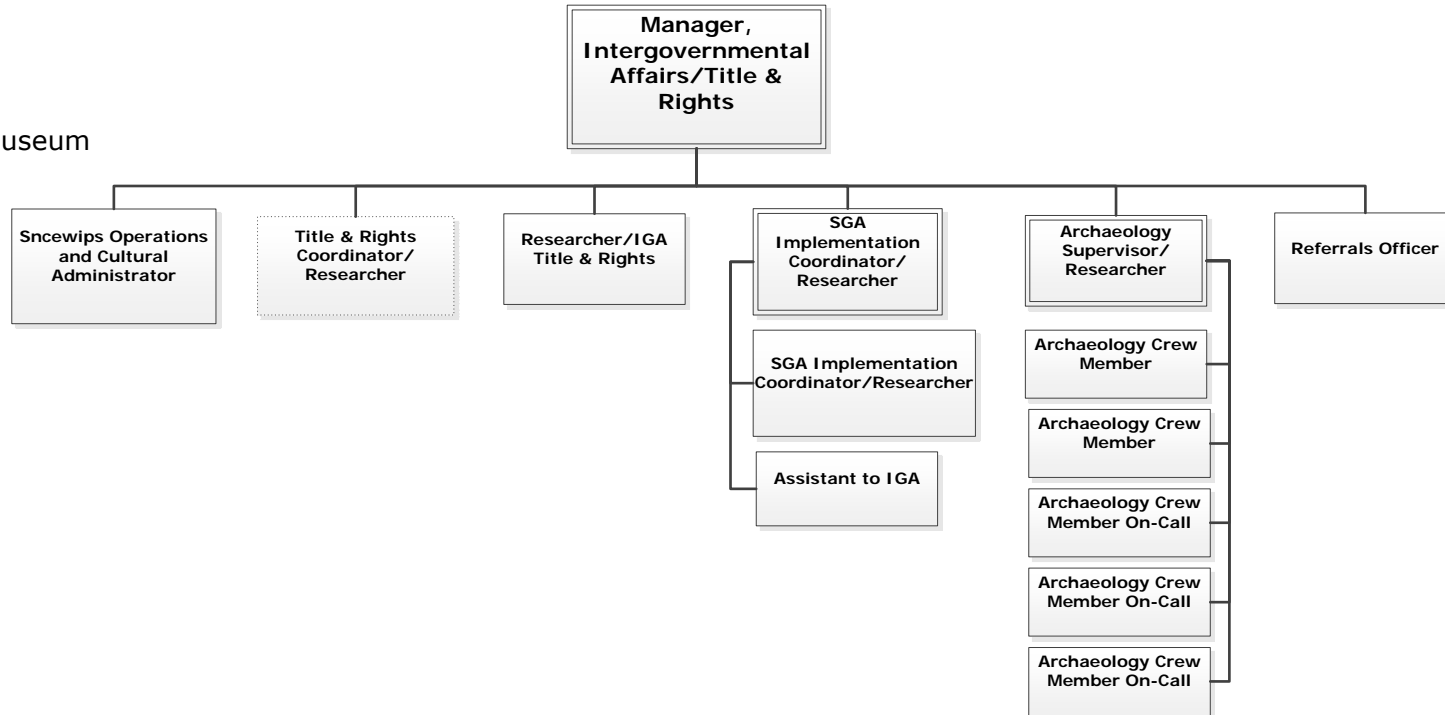 Manager,
Intergovernmental
Affairs/Title &
Rights
useum
Sncewips Operations
and Cultural
Administrator
Title & Rights
Coordinator/
Researcher
Researcher/IGA
Title & Rights
SGA
Implementation
Coordinator/
Researcher
Archaeology
Supervisor/
Researcher
Referrals Officer
SGA Implementation
Coordinator/Researcher
Assistant to IGA
Archaeology Crew
Member
Archaeology Crew
Member
Archaeology Crew
Member On-Call
Archaeology Crew
Member On-Call
Archaeology Crew
Member On-Call